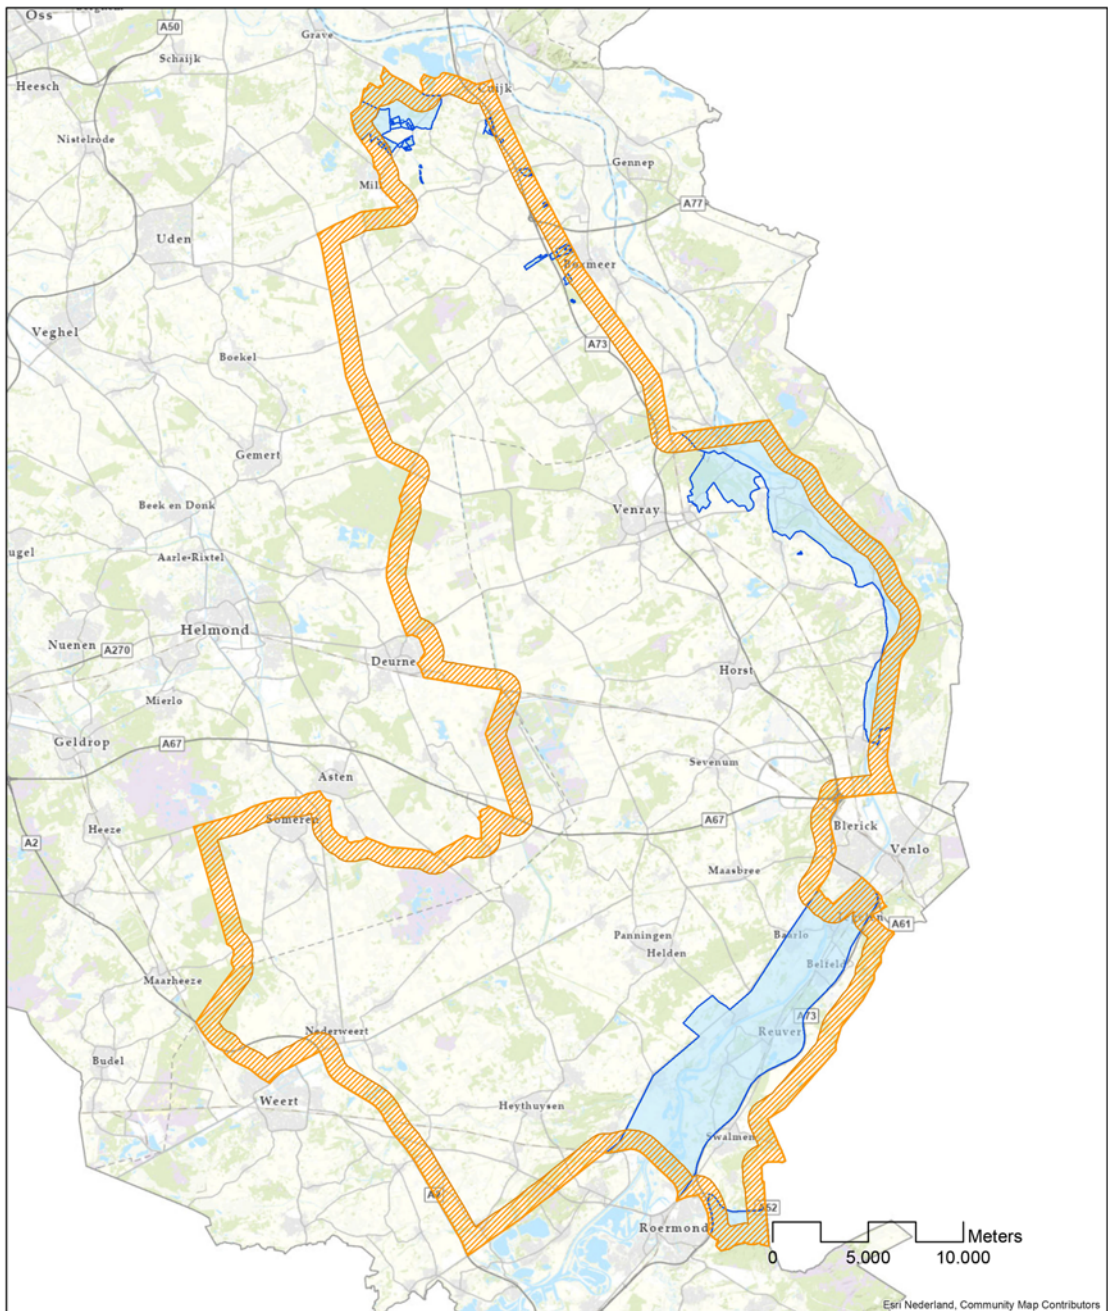 Oss
A50
Grave
Schaijk
Cuijk
Heesch
Nistelrode
Gennep
Mill
A77
Uden
Boxmeer
Veghel
A73
Boekel
Gemert
Beek en Donk
Venray
Aarle-Rixtel
Helmond
Nuenen
A270
Deurne
Horst
Mierlo
Geldrop
A67
Sevenum
Asten
A67
Someren
Heeze
A2
Blerick
Venlo
Maasbree
A61
Baarlo
Panningen
Helden
Belfeld
Maarheeze
A73
Reuver
Nederweert
Budel
Weert
Heythuysen
Swalmen
A2
A52
Roermond
Meters
0 5.000 10.000
Esri Nederland, Community Map Contributors